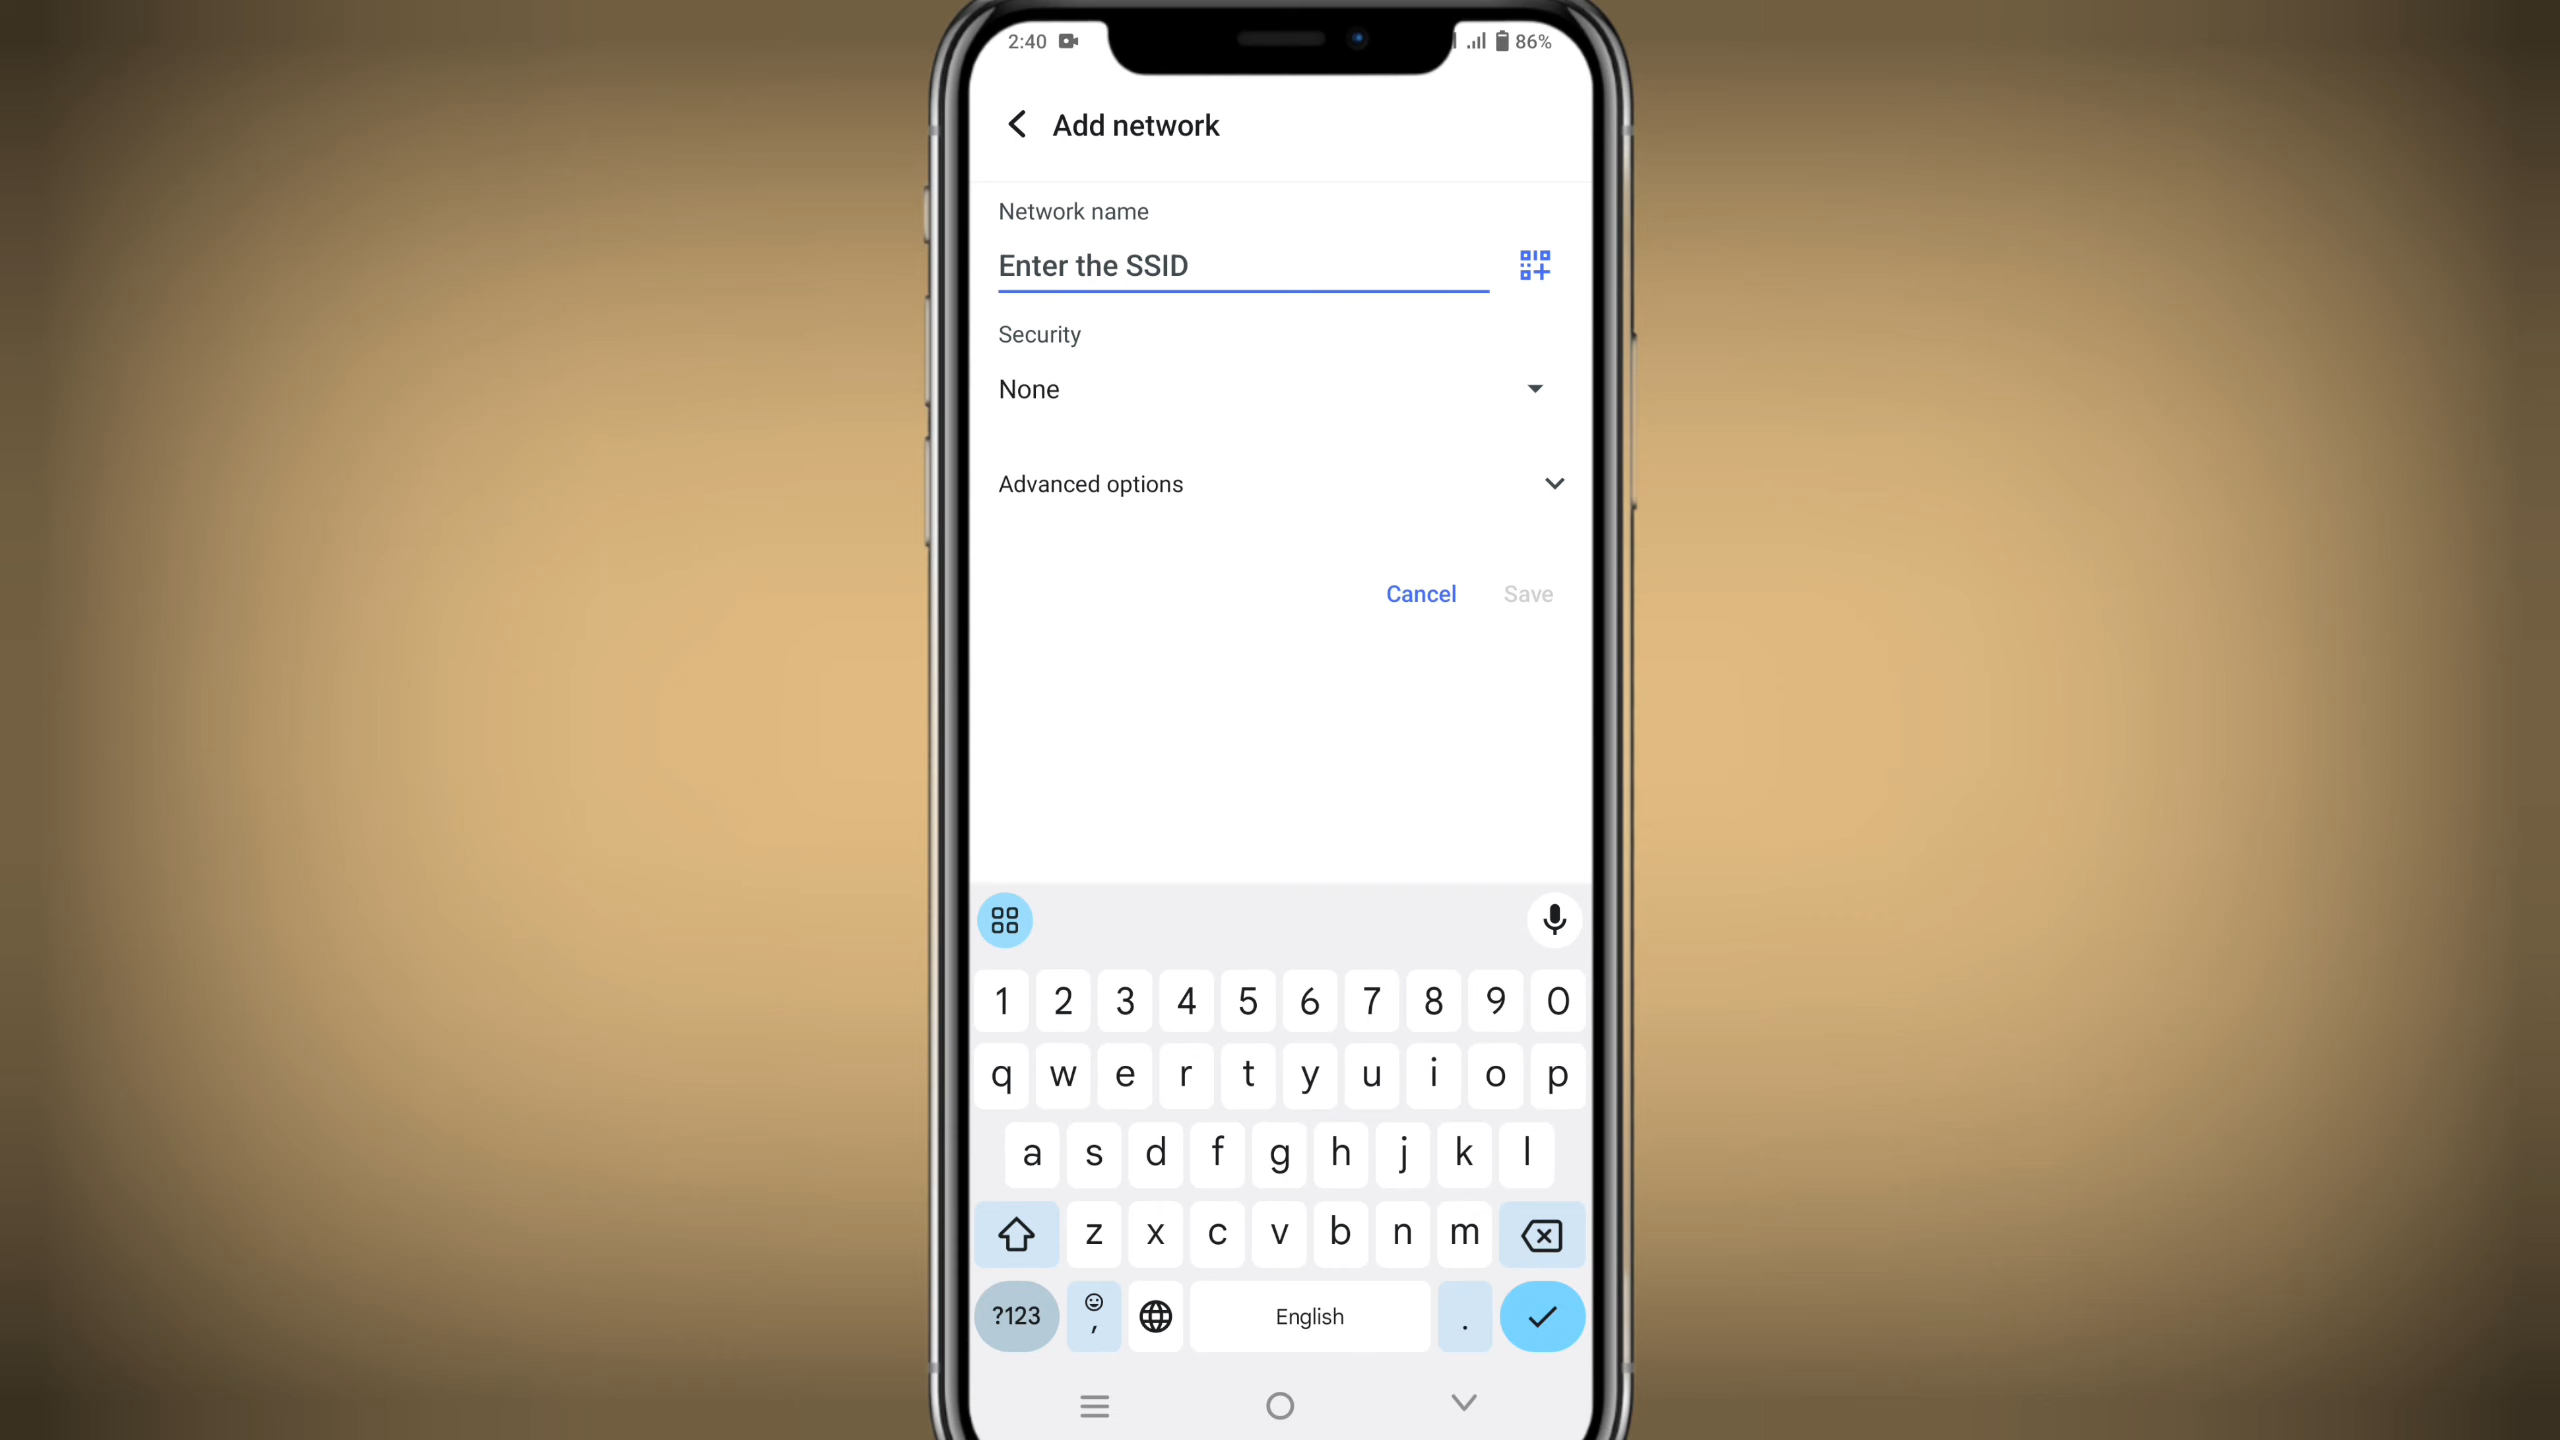 2:40 86%
Add network
Network name
Enter the SSID
Security
None
Advanced options
Cancel Save
1 2 3 4 5 6 7 8 9 0
q w e r t y u i o p
a s d f g h j k l
z x c v b n m
?123 , English .